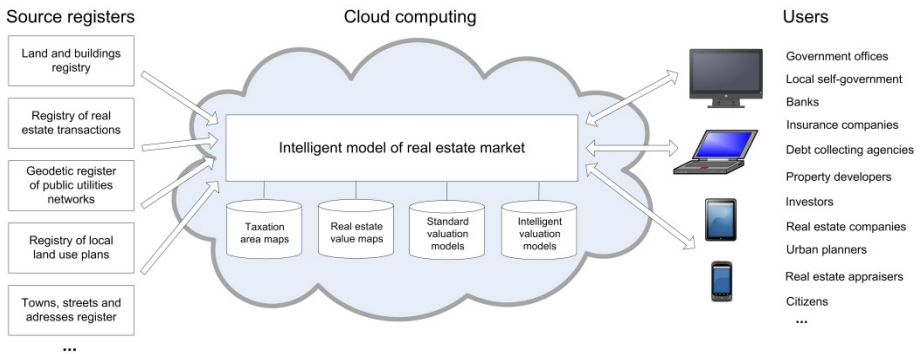 Source registers
Cloud computing
Users
Land and buildings
registry
Registry of real
estate transactions
Geodetic register
of public utilities
networks
Registry of local
land use plans
Towns, streets and
adresses register
...
Intelligent model of real estate market
Taxation
area maps
Real estate
value maps
Standard
valuation
models
Intelligent
valuation
models
Government offices
Local self-government
Banks
Insurance companies
Debt collecting agencies
Property developers
Investors
Real estate companies
Urban planners
Real estate appraisers
Citizens
...